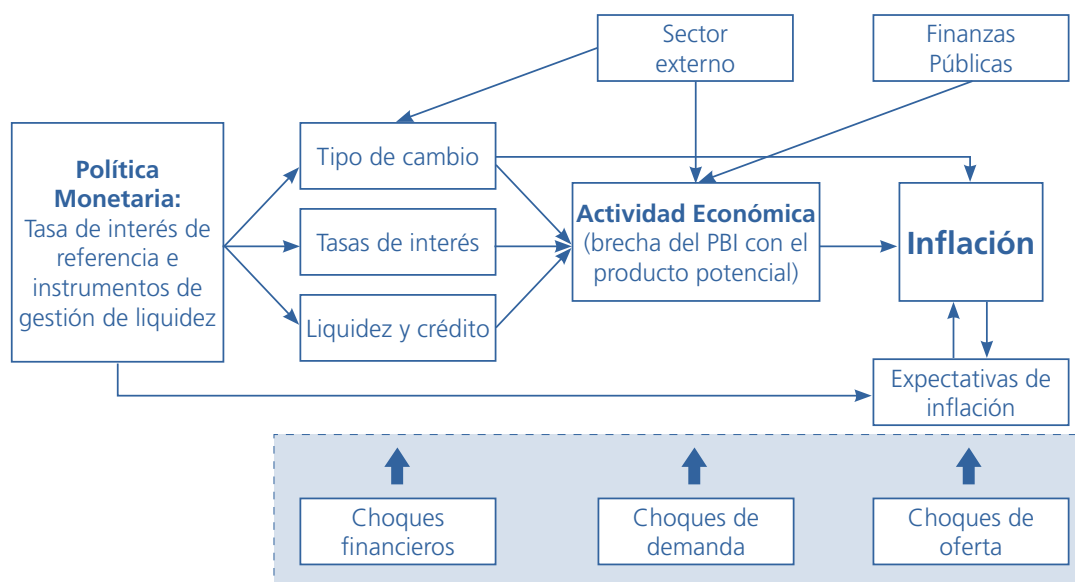 Sector
externo
Finanzas
Públicas
Política
Monetaria:
Tasa de interés de
referencia e
instrumentos de
gestión de liquidez
Tipo de cambio
Tasas de interés
Liquidez y crédito
Actividad Económica
(brecha del PBI con el
producto potencial)
Inflación
Expectativas de
inflación
Choques
financieros
Choques de
demanda
Choques de
oferta